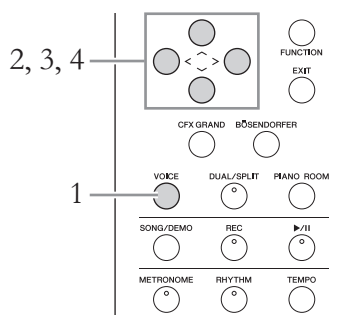 FUNCTION
2, 3, 4
EXIT
CFX GRAND BÖSENDORFER
1
VOICE DUAL/SPLIT PIANO ROOM
SONG/DEMO REC ►/II
METRONOME RHYTHM TEMPO